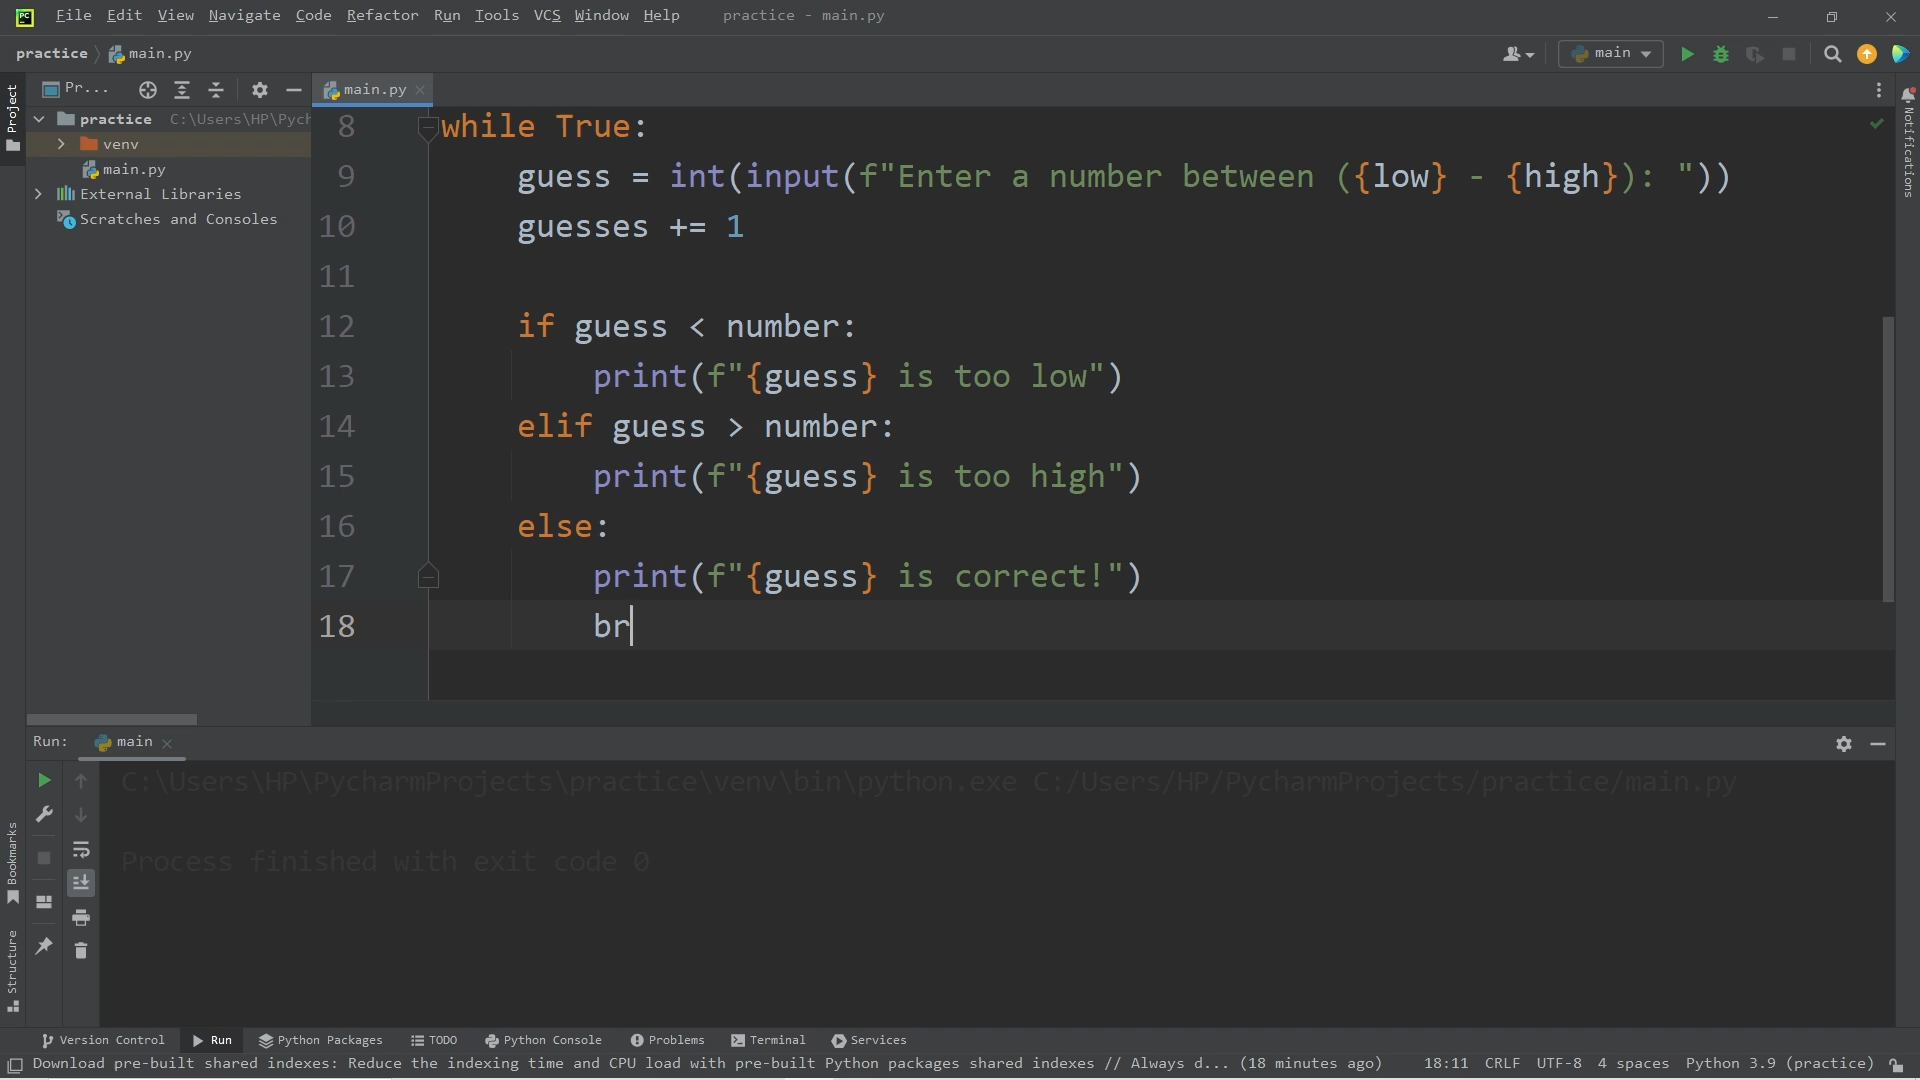 PC File Edit View Navigate Code Refactor Run Tools VCS Window Help practice - main.py
practice main.py main
Project Pr... main.py Notifications
practice C:\Users\HP\Pych
venv
main.py
External Libraries
Scratches and Consoles
8 while True:
9 guess = int(input(f"Enter a number between ({low} - {high}): "))
10 guesses += 1
11
12 if guess < number:
13 print(f"{guess} is too low")
14 elif guess > number:
15 print(f"{guess} is too high")
16 else:
17 print(f"{guess} is correct!")
18 br
Run: main
C:\Users\HP\PycharmProjects\practice\venv\bin\python.exe C:/Users/HP/PycharmProjects/practice/main.py
Process finished with exit code 0
Bookmarks
Structure
Version Control Run Python Packages TODO Python Console Problems Terminal Services
Download pre-built shared indexes: Reduce the indexing time and CPU load with pre-built Python packages shared indexes // Always d... (18 minutes ago) 18:11 CRLF UTF-8 4 spaces Python 3.9 (practice)